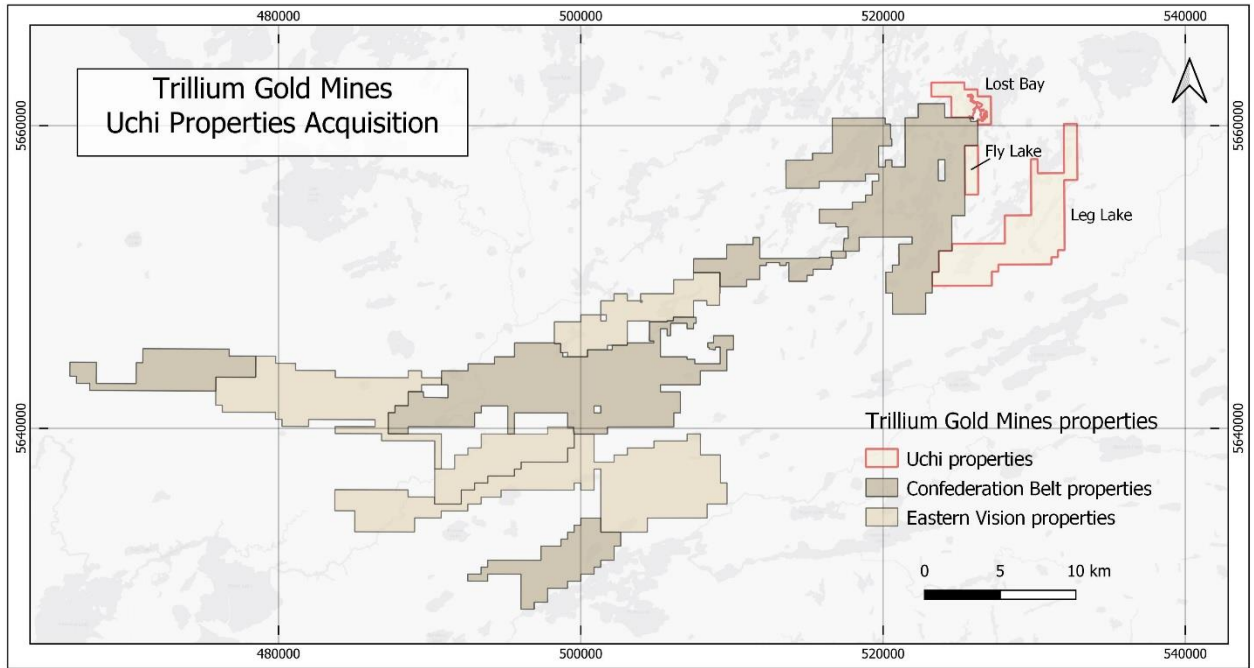 480000
500000
520000
540000
Trillium Gold Mines
Uchi Properties Acquisition
Lost Bay
5660000
5660000
Fly Lake
Leg Lake
5640000
5640000
Trillium Gold Mines properties
Uchi properties
Confederation Belt properties
Eastern Vision properties
0 5 10 km
480000
500000
520000
540000